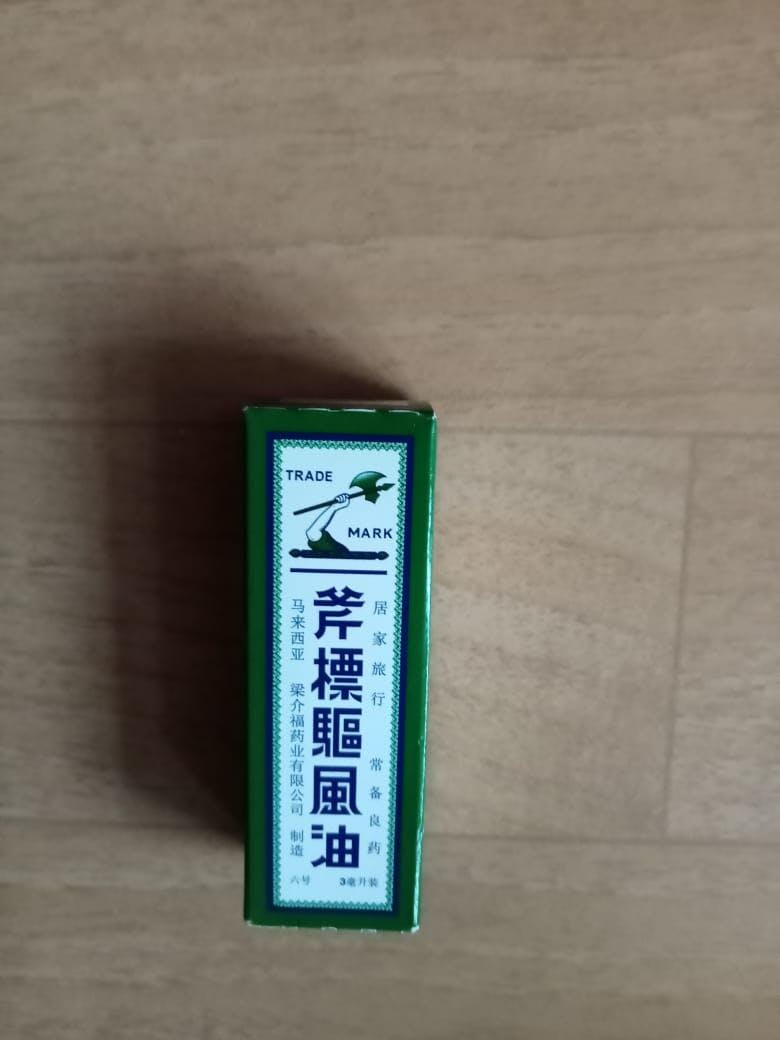 TRADE
MARK
居家旅行 常备良药
斧標驅風油
马来西亚 梁介福药业有限公司 制造
六号
3毫升装